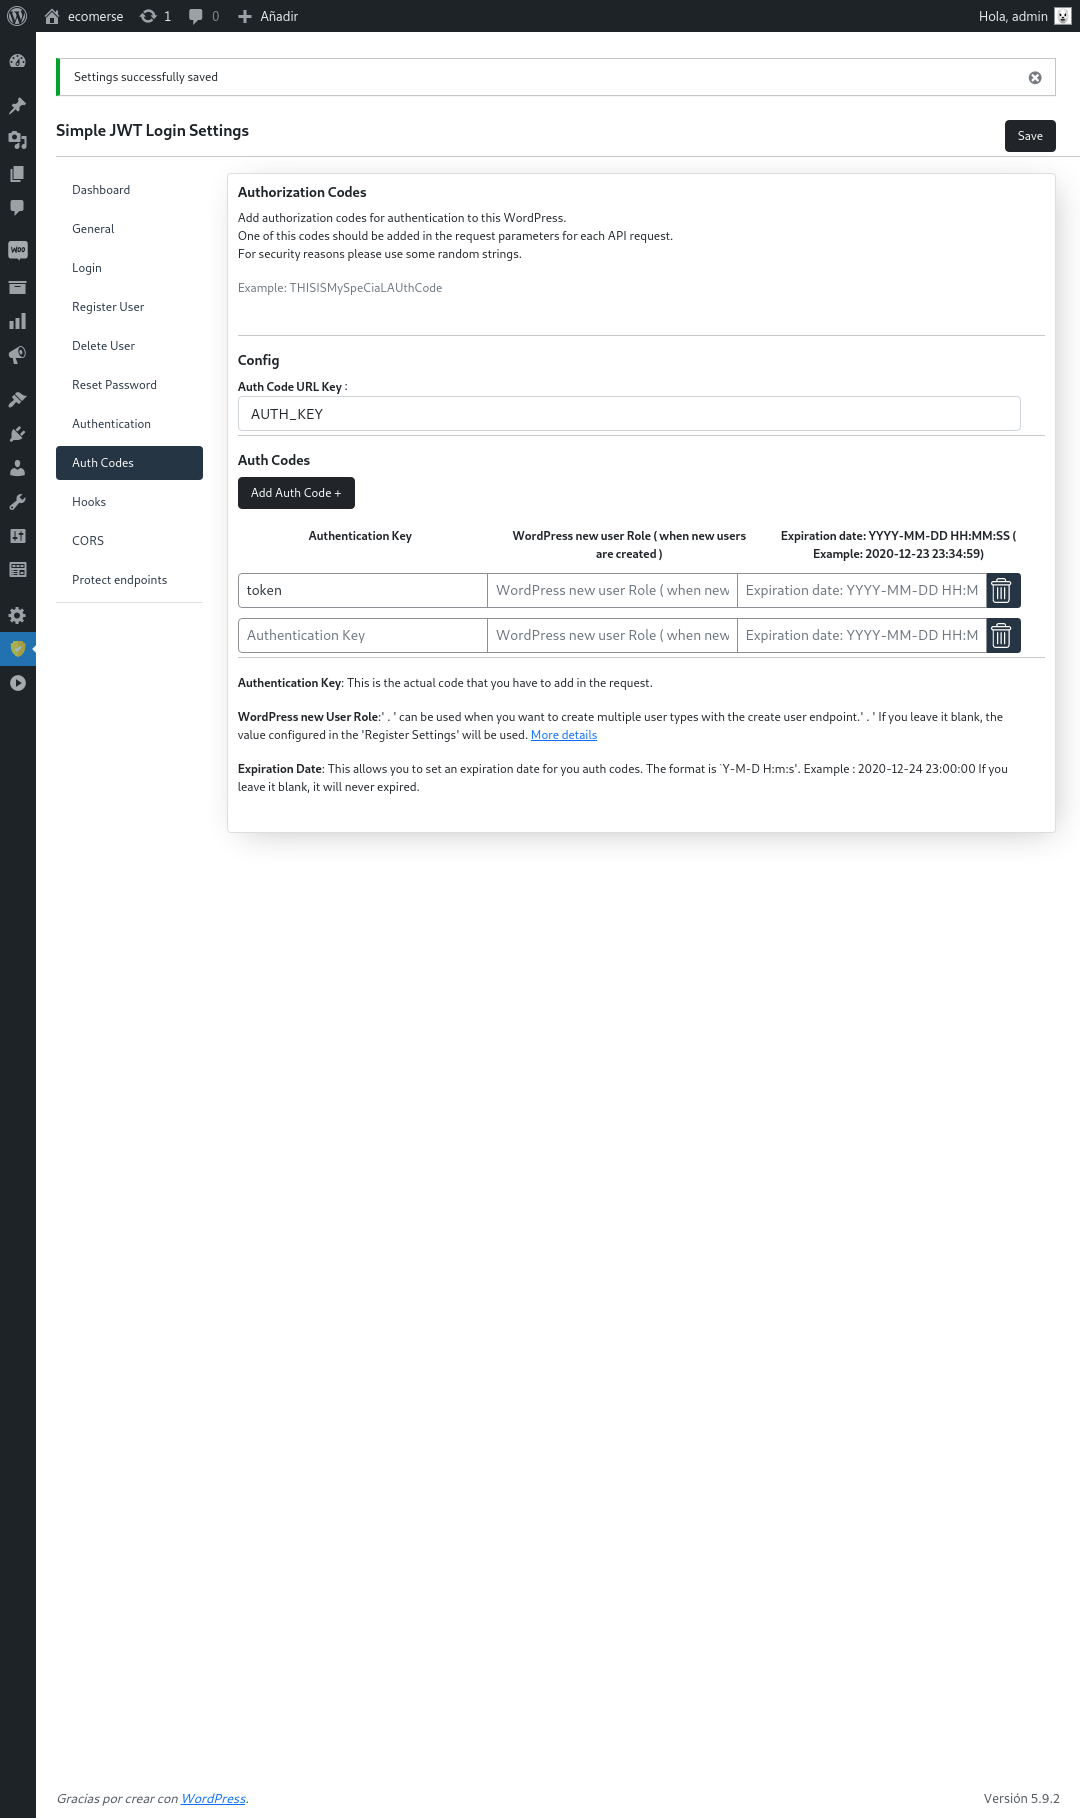 ecomerse 1 0 Añadir Hola, admin
Settings successfully saved
Simple JWT Login Settings
Save
Dashboard
General
Login
Register User
Delete User
Reset Password
Authentication
Auth Codes
Hooks
CORS
Protect endpoints
Authorization Codes
Add authorization codes for authentication to this WordPress.
One of this codes should be added in the request parameters for each API request.
For security reasons please use some random strings.
Example: THISISMySpeCiaLAUthCode
Config
Auth Code URL Key :
AUTH_KEY
Auth Codes
Add Auth Code +
Authentication Key
WordPress new user Role ( when new users
are created )
Expiration date: YYYY-MM-DD HH:MM:SS (
Example: 2020-12-23 23:34:59)
token WordPress new user Role ( when new Expiration date: YYYY-MM-DD HH:M
Authentication Key WordPress new user Role ( when new Expiration date: YYYY-MM-DD HH:M
Authentication Key: This is the actual code that you have to add in the request.
WordPress new User Role:' . ' can be used when you want to create multiple user types with the create user endpoint.' . ' If you leave it blank, the
value configured in the 'Register Settings' will be used. More details
Expiration Date: This allows you to set an expiration date for you auth codes. The format is `Y-M-D H:m:s'. Example : 2020-12-24 23:00:00 If you
leave it blank, it will never expired.
Gracias por crear con WordPress.
Versión 5.9.2